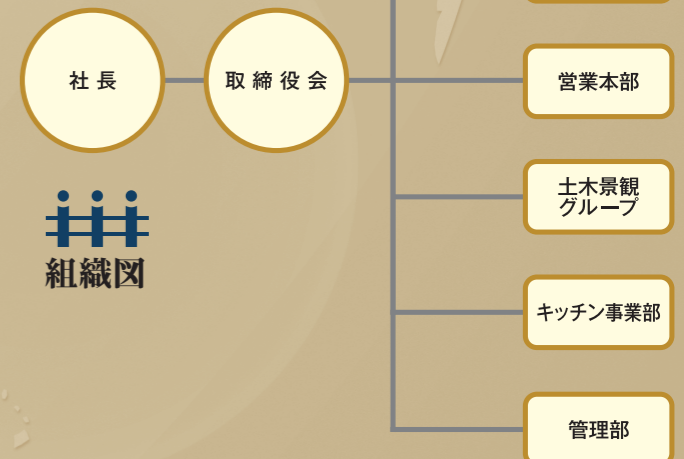 社長
取締役会
営業本部
土木景観
グループ
キッチン事業部
管理部
組織図